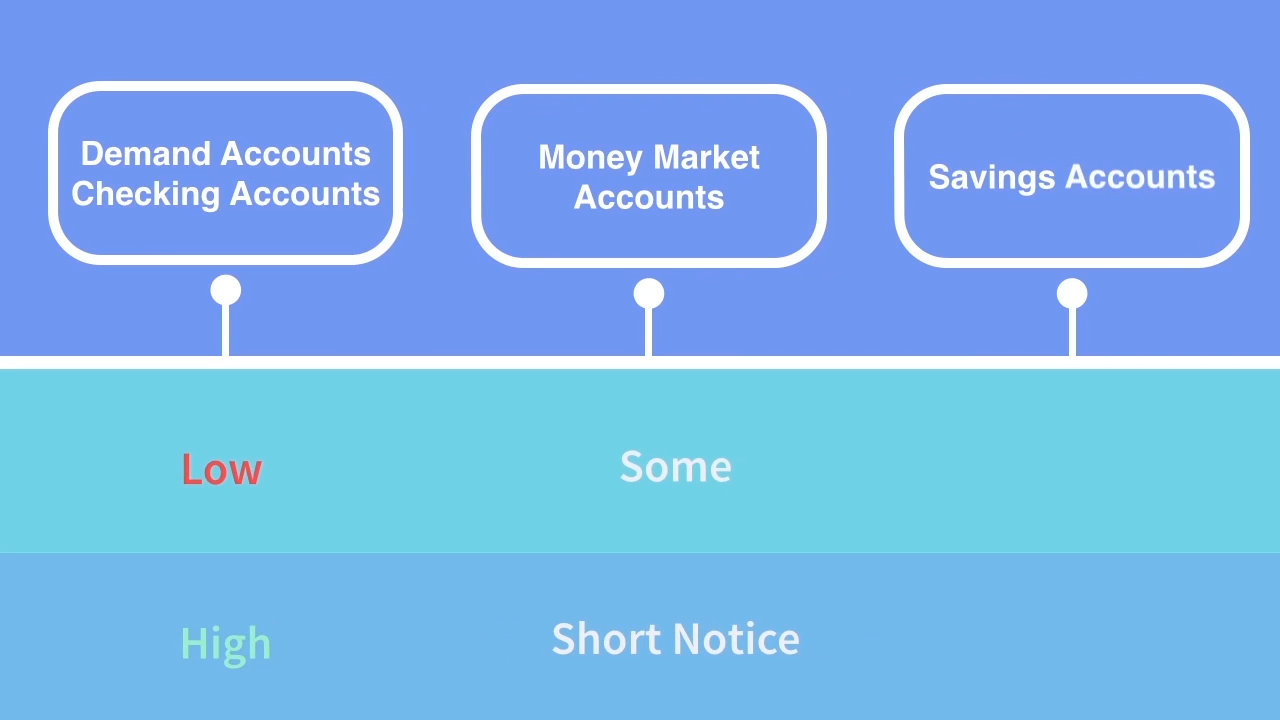 Demand Accounts
Checking Accounts
Money Market
Accounts
Savings Accounts
Low
Some
High
Short Notice